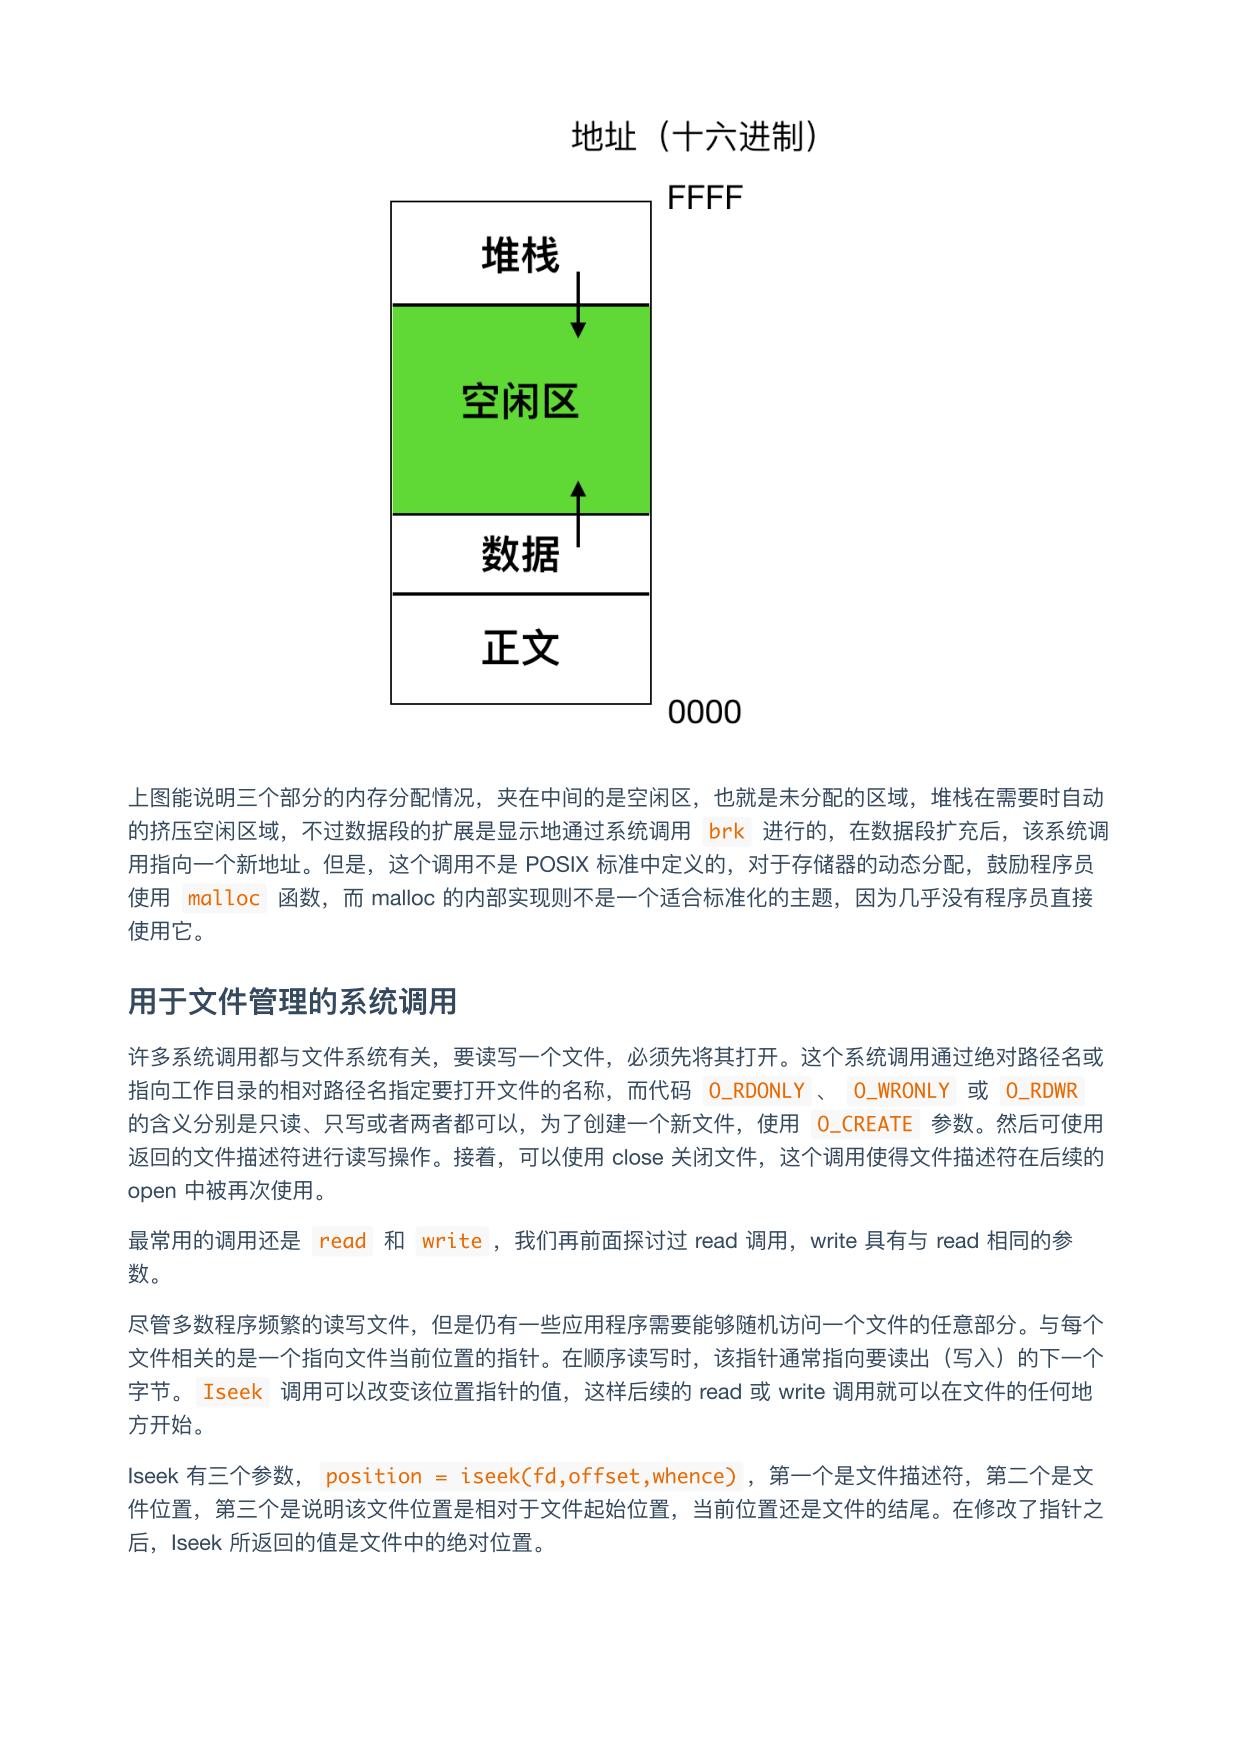 地址（十六进制）
FFFF
堆栈
空闲区
数据
正文
0000
上图能说明三个部分的内存分配情况，夹在中间的是空闲区，也就是未分配的区域，堆栈在需要时自动
的挤压空闲区域，不过数据段的扩展是显示地通过系统调用 brk 进行的，在数据段扩充后，该系统调
用指向一个新地址。但是，这个调用不是 POSIX 标准中定义的，对于存储器的动态分配，鼓励程序员
使用 malloc 函数，而 malloc 的内部实现则不是一个适合标准化的主题，因为几乎没有程序员直接
使用它。
用于文件管理的系统调用
许多系统调用都与文件系统有关，要读写一个文件，必须先将其打开。这个系统调用通过绝对路径名或
指向工作目录的相对路径名指定要打开文件的名称，而代码 O_RDONLY 、 O_WRONLY 或 O_RDWR
的含义分别是只读、只写或者两者都可以，为了创建一个新文件，使用 O_CREATE 参数。然后可使用
返回的文件描述符进行读写操作。接着，可以使用 close 关闭文件，这个调用使得文件描述符在后续的
open 中被再次使用。
最常用的调用还是 read 和 write ，我们再前面探讨过 read 调用，write 具有与 read 相同的参
数。
尽管多数程序频繁的读写文件，但是仍有一些应用程序需要能够随机访问一个文件的任意部分。与每个
文件相关的是一个指向文件当前位置的指针。在顺序读写时，该指针通常指向要读出（写入）的下一个
字节。 Iseek 调用可以改变该位置指针的值，这样后续的 read 或 write 调用就可以在文件的任何地
方开始。
Iseek 有三个参数， position = iseek(fd,offset,whence) ，第一个是文件描述符，第二个是文
件位置，第三个是说明该文件位置是相对于文件起始位置，当前位置还是文件的结尾。在修改了指针之
后，Iseek 所返回的值是文件中的绝对位置。